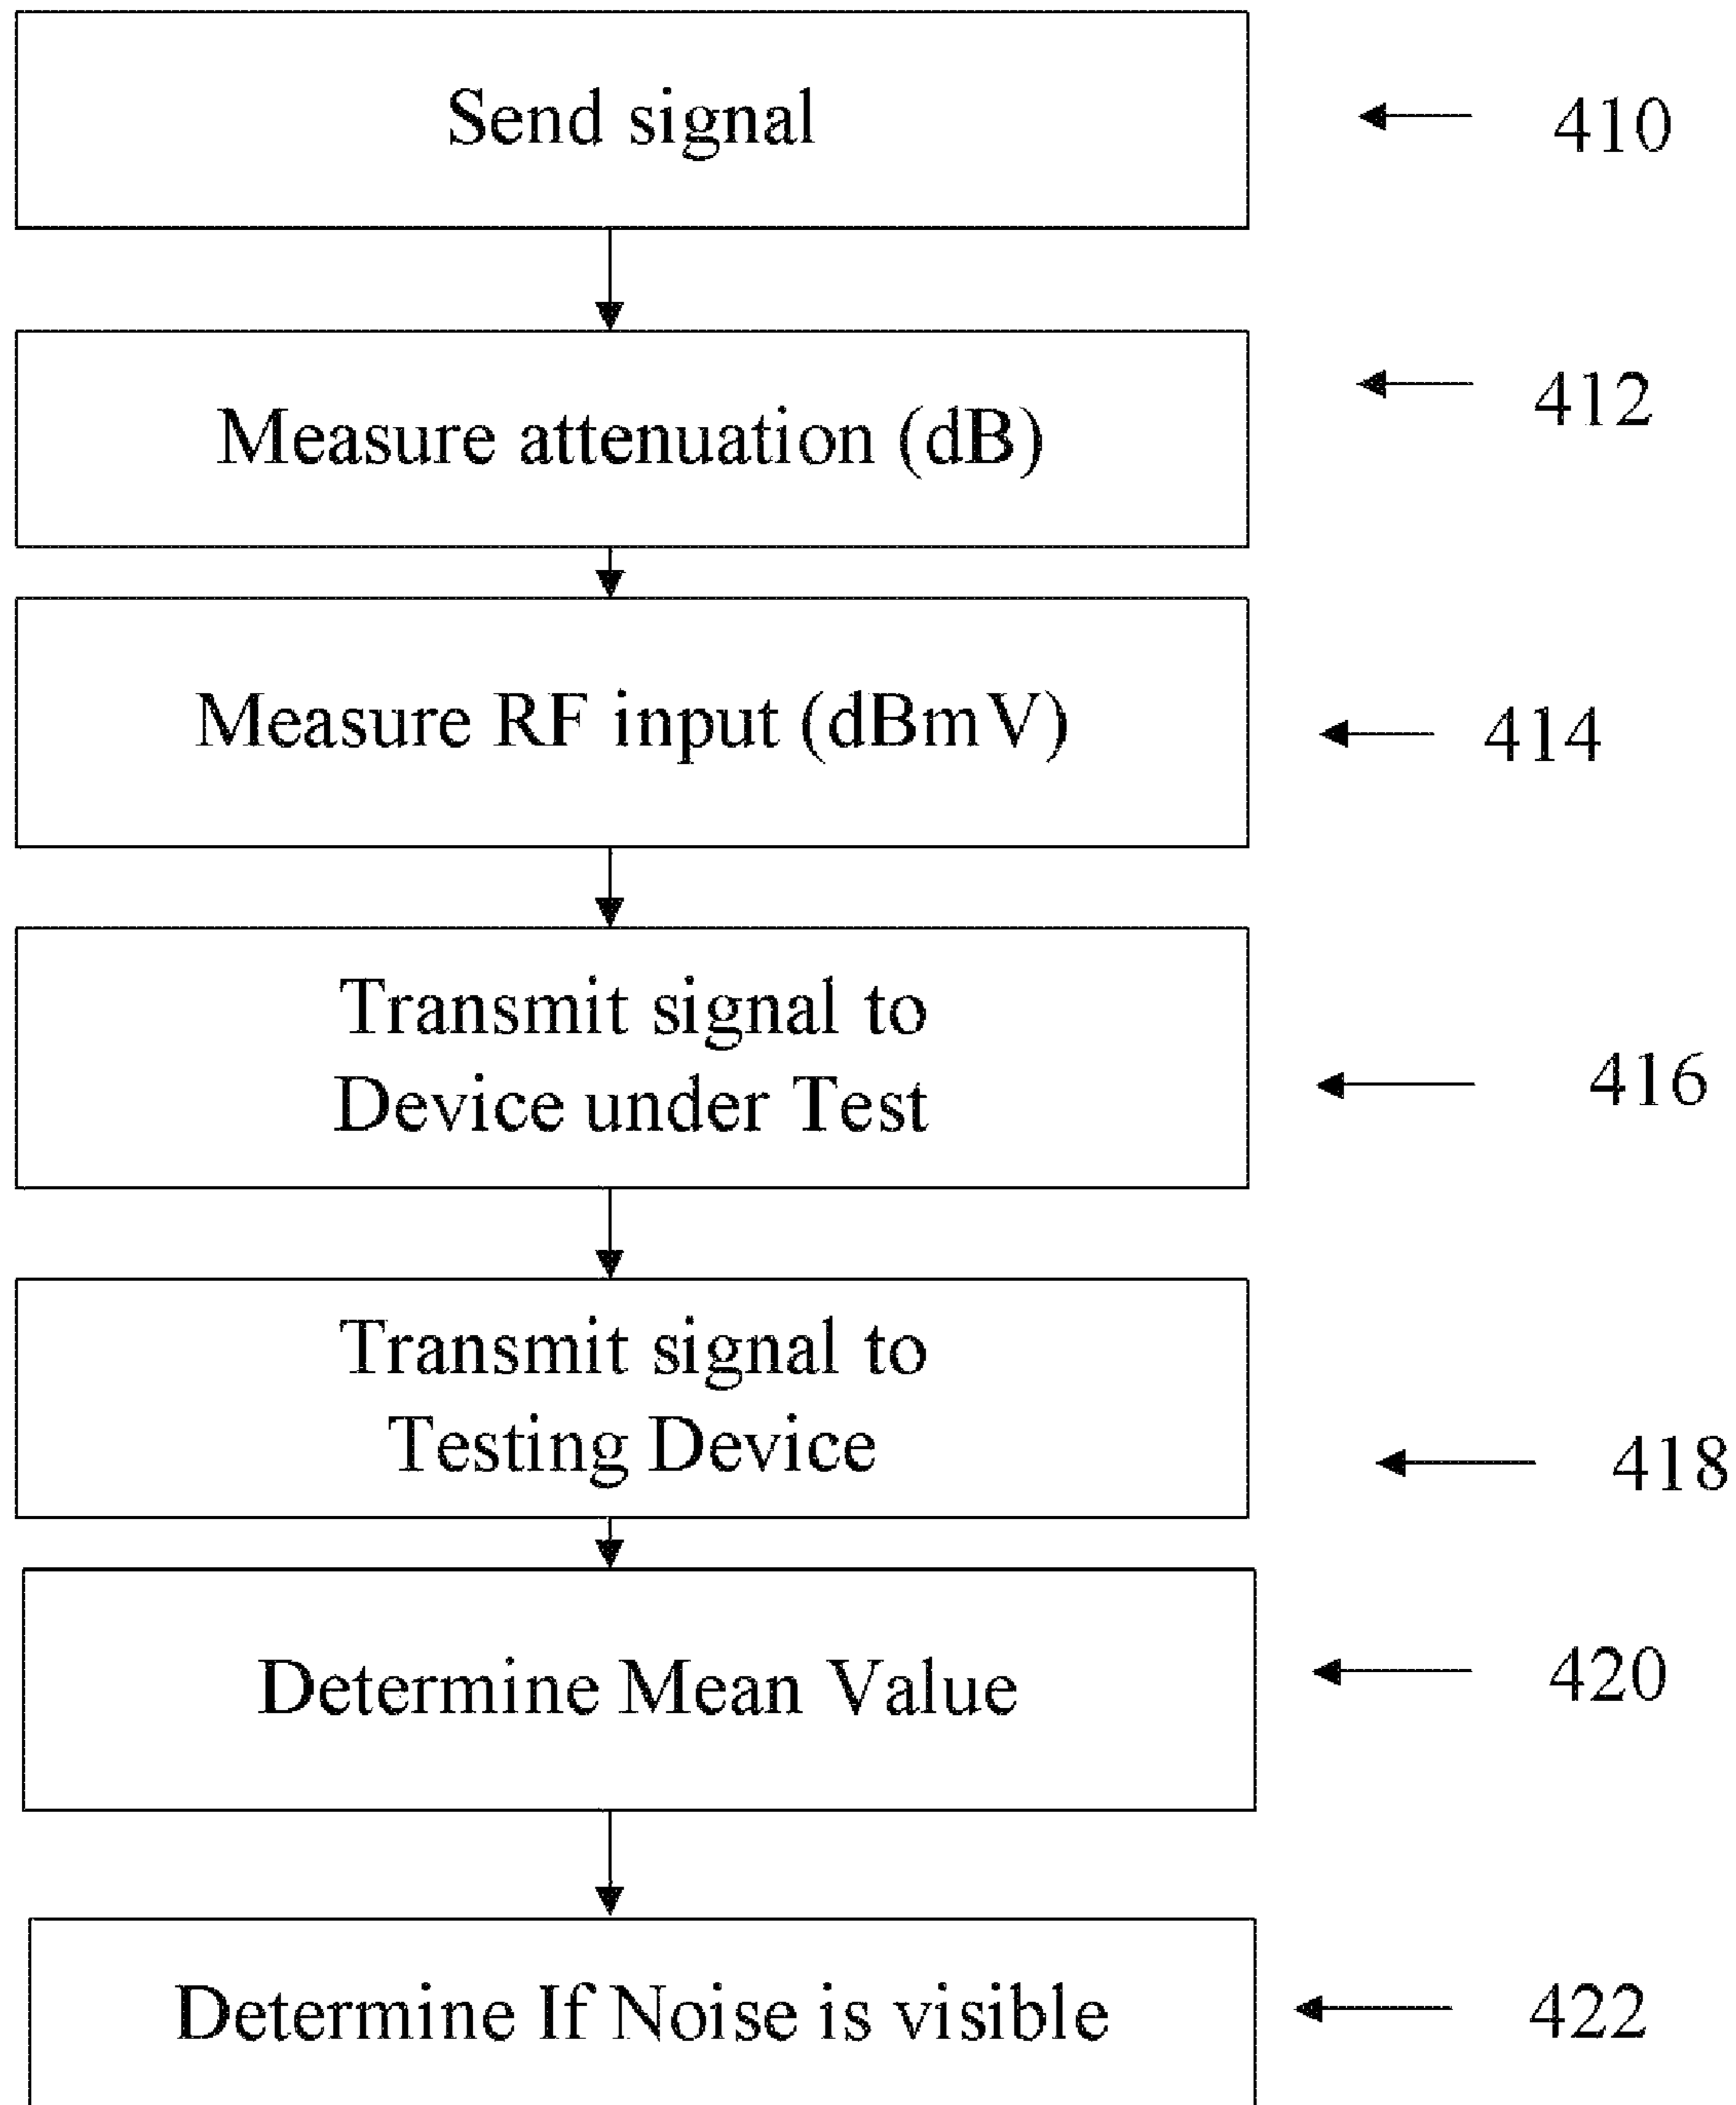 Send signal
410
Measure attenuation (dB)
412
Measure RF input (dBmV)
414
Transmit signal to
Device under Test
416
Transmit signal to
Testing Device
418
Determine Mean Value
420
Determine If Noise is visible
422